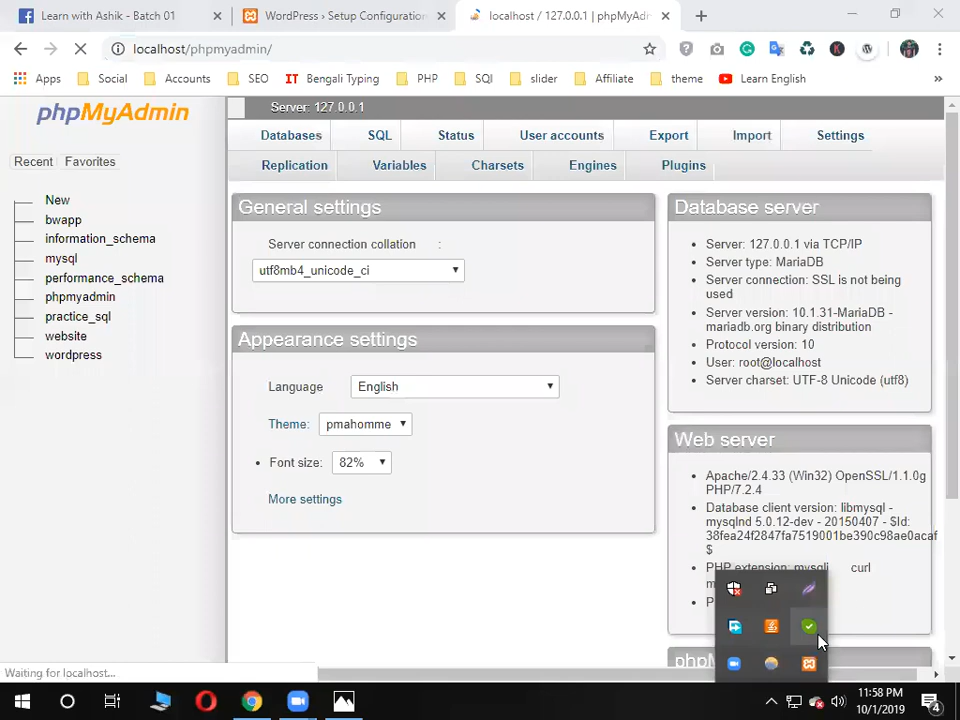 Learn with Ashik - Batch 01
WordPress › Setup Configuration
localhost / 127.0.0.1 | phpMyAdm
localhost/phpmyadmin/
Apps
Social
Accounts
SEO
IT Bengali Typing
PHP
SQl
slider
Affiliate
theme
Learn English
»
phpMyAdmin
Recent
Favorites
New
bwapp
information_schema
mysql
performance_schema
phpmyadmin
practice_sql
website
wordpress
Server: 127.0.0.1
Databases
SQL
Status
User accounts
Export
Import
Settings
Replication
Variables
Charsets
Engines
Plugins
General settings
Server connection collation :
utf8mb4_unicode_ci
Appearance settings
Language
English
Theme:
pmahomme
Font size:
82%
More settings
Database server
Server: 127.0.0.1 via TCP/IP
Server type: MariaDB
Server connection: SSL is not being
used
Server version: 10.1.31-MariaDB -
mariadb.org binary distribution
Protocol version: 10
User: root@localhost
Server charset: UTF-8 Unicode (utf8)
Web server
Apache/2.4.33 (Win32) OpenSSL/1.1.0g
PHP/7.2.4
Database client version: libmysql -
mysqlnd 5.0.12-dev - 20150407 - $Id:
38fea24f2847fa7519001be390c98ae0acaf
$
PHP extension: mysqli curl
Waiting for localhost...
11:58 PM
10/1/2019
4